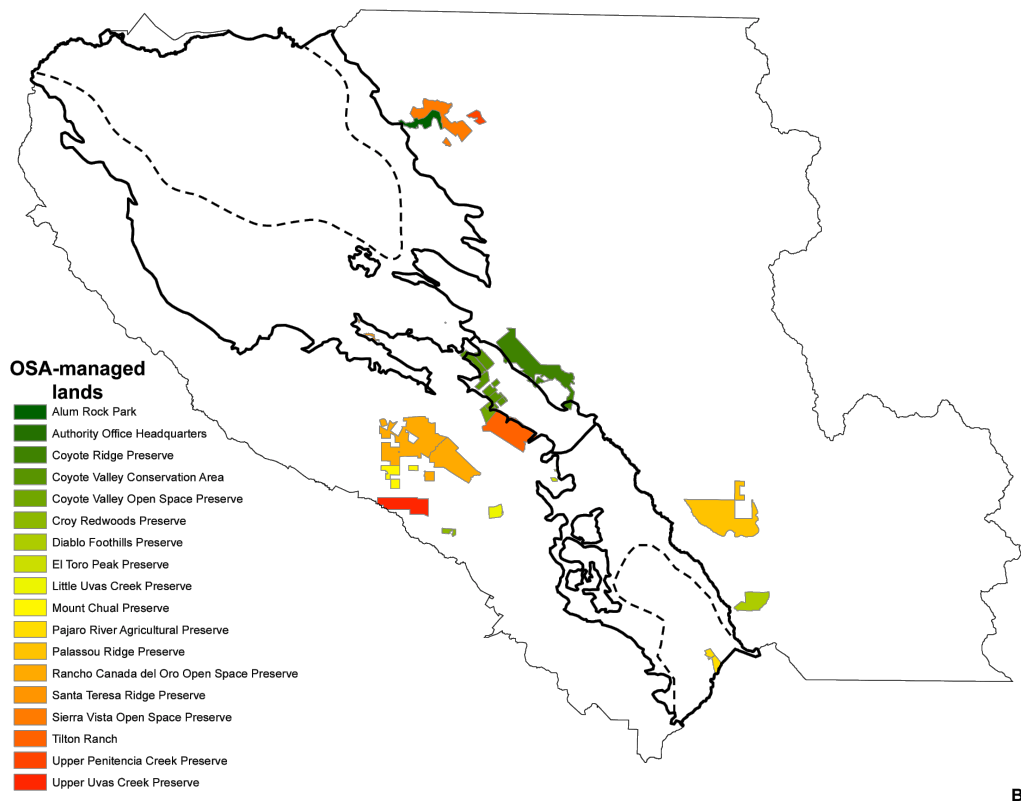 OSA-managed
lands
Alum Rock Park
Authority Office Headquarters
Coyote Ridge Preserve
Coyote Valley Conservation Area
Coyote Valley Open Space Preserve
Croy Redwoods Preserve
Diablo Foothills Preserve
El Toro Peak Preserve
Little Uvas Creek Preserve
Mount Chual Preserve
Pajaro River Agricultural Preserve
Palassou Ridge Preserve
Rancho Canada del Oro Open Space Preserve
Santa Teresa Ridge Preserve
Sierra Vista Open Space Preserve
Tilton Ranch
Upper Penitencia Creek Preserve
Upper Uvas Creek Preserve
B